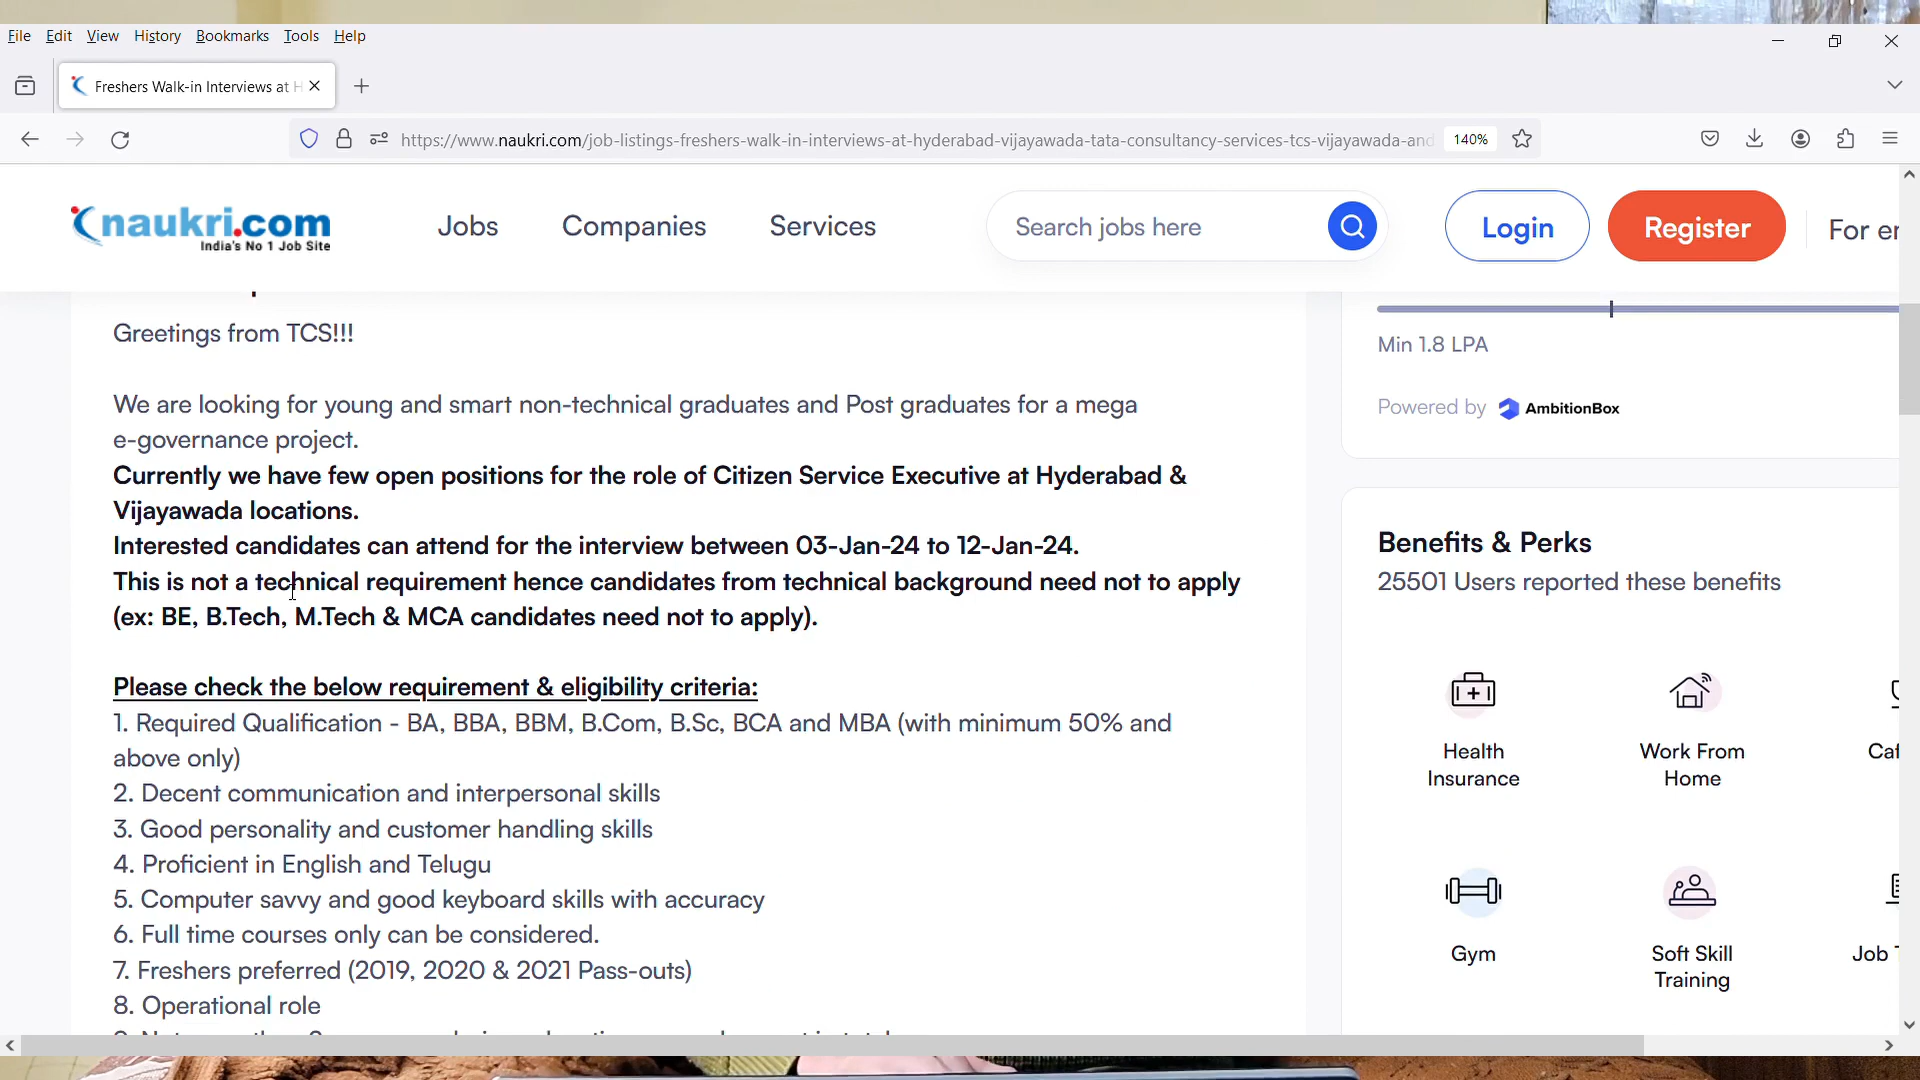 File Edit View History Bookmarks Tools Help
Freshers Walk-in Interviews at H
https://www.naukri.com/job-listings-freshers-walk-in-interviews-at-hyderabad-vijayawada-tata-consultancy-services-tcs-vijayawada-and
140%
naukri.com
India's No 1 Job Site
Jobs Companies Services
Search jobs here
Login Register For er
Greetings from TCS!!!
We are looking for young and smart non-technical graduates and Post graduates for a mega
e-governance project.
Currently we have few open positions for the role of Citizen Service Executive at Hyderabad &
Vijayawada locations.
Interested candidates can attend for the interview between 03-Jan-24 to 12-Jan-24.
This is not a technical requirement hence candidates from technical background need not to apply
(ex: BE, B.Tech, M.Tech & MCA candidates need not to apply).
Please check the below requirement & eligibility criteria:
1. Required Qualification - BA, BBA, BBM, B.Com, B.Sc, BCA and MBA (with minimum 50% and
above only)
2. Decent communication and interpersonal skills
3. Good personality and customer handling skills
4. Proficient in English and Telugu
5. Computer savvy and good keyboard skills with accuracy
6. Full time courses only can be considered.
7. Freshers preferred (2019, 2020 & 2021 Pass-outs)
8. Operational role
Min 1.8 LPA
Powered by AmbitionBox
Benefits & Perks
25501 Users reported these benefits
Health
Insurance
Work From
Home
Caf
Gym
Soft Skill
Training
Job T